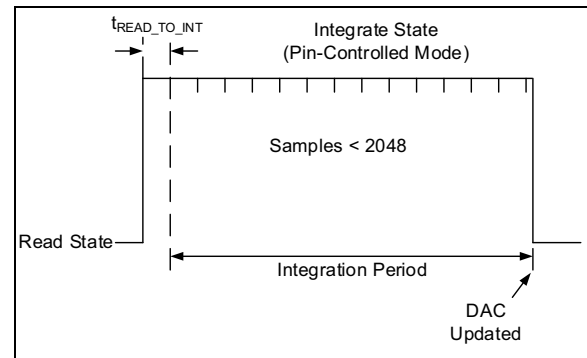 tREAD_TO_INT
Integrate State
(Pin-Controlled Mode)
Samples < 2048
Read State
Integration Period
DAC
Updated